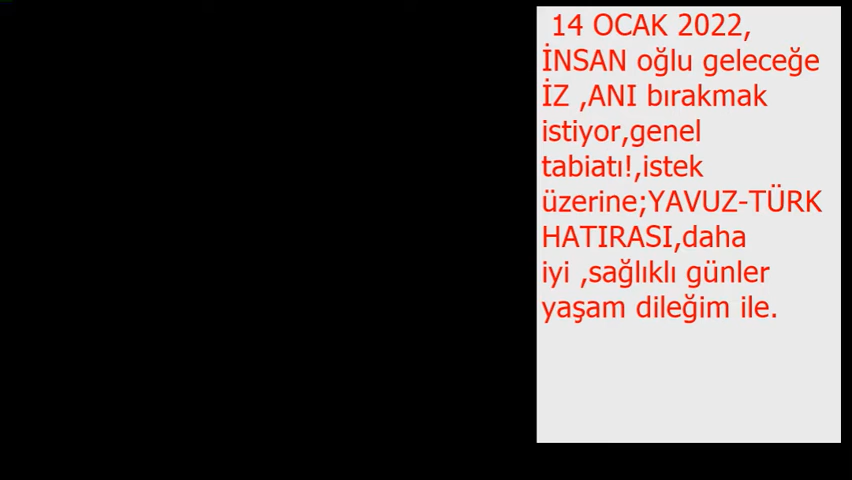 14 OCAK 2022,
İNSAN oğlu geleceğe
İZ ,ANI bırakmak
istiyor,genel
tabiatı!,istek
üzerine;YAVUZ-TÜRK
HATIRASI,daha
iyi ,sağlıklı günler
yaşam dileğim ile.